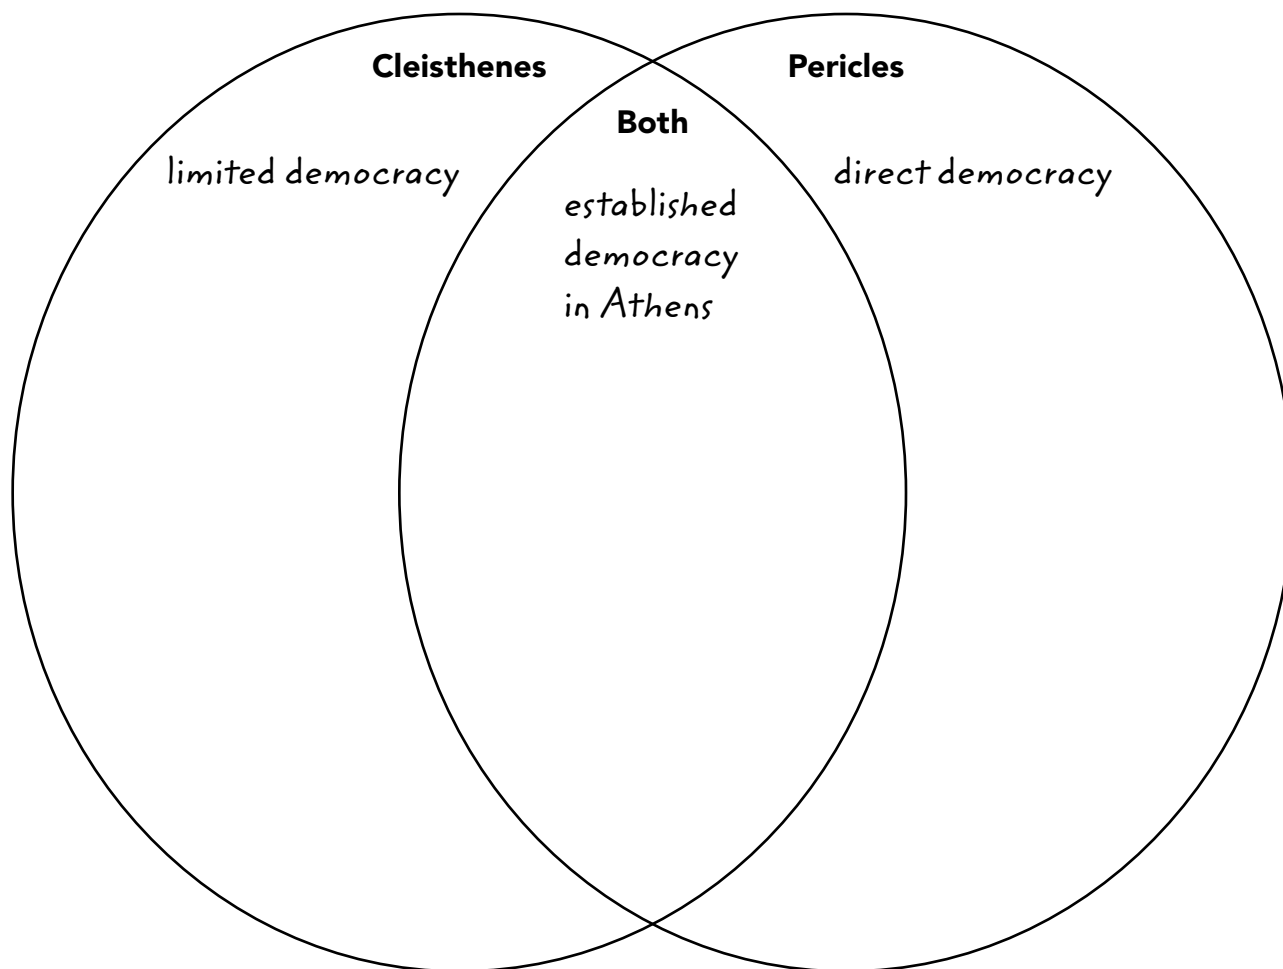 Cleisthenes
Pericles
Both
limited democracy
direct democracy
established
democracy
in Athens